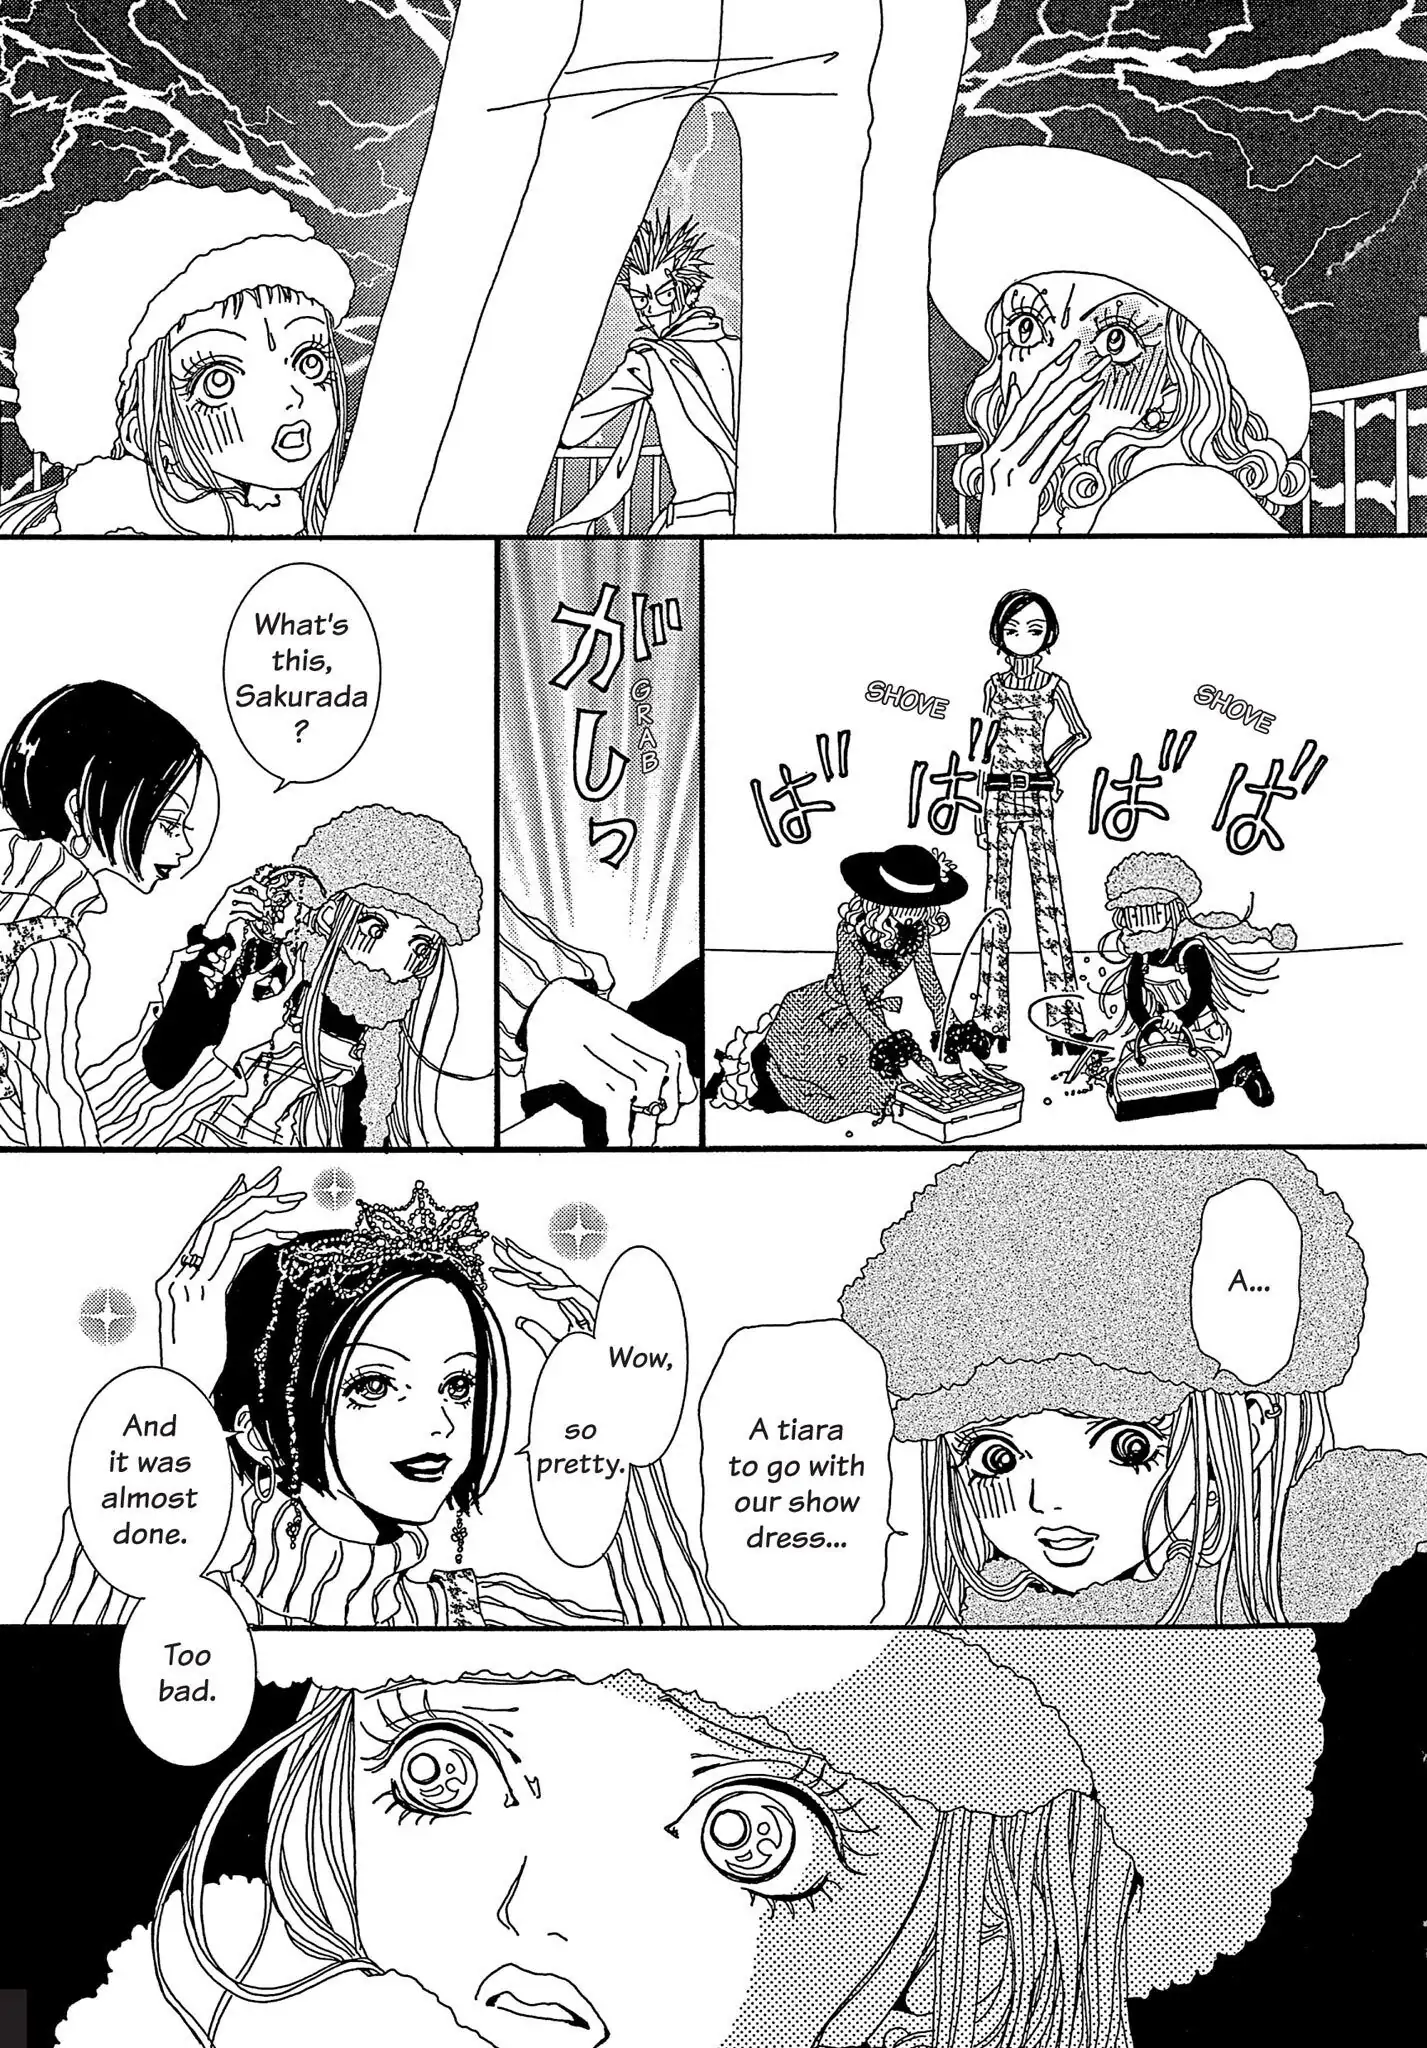 SHOVE
ばばばば
SHOVE
がしっ
GRAB
What's
this,
Sakurada
?
A...
A tiara
to go with
our show
dress...
Wow,
so
pretty.
And
it was
almost
done.
Too
bad.